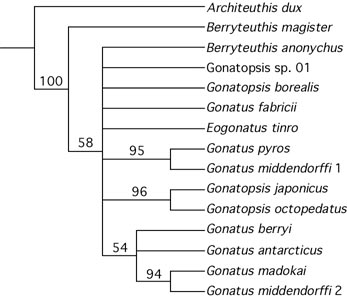 Architeuthis dux
Berryteuthis magister
Berryteuthis anonychus
100
Gonatopsis sp. 01
Gonatopsis borealis
Gonatus fabricii
Eogonatus tinro
58
95
Gonatus pyros
Gonatus middendorffi 1
96
Gonatopsis japonicus
Gonatopsis octopedatus
Gonatus berryi
54
Gonatus antarcticus
94
Gonatus madokai
Gonatus middendorffi 2